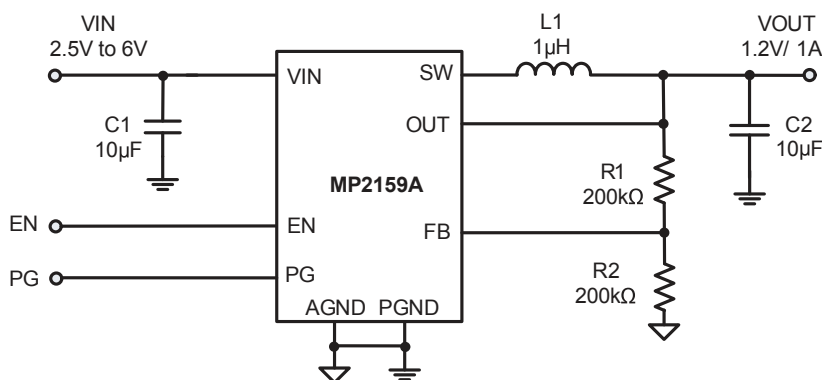 VIN
2.5V to 6V
L1
1µH
VOUT
1.2V/ 1A
VIN
SW
C1
10µF
OUT
C2
10µF
MP2159A
R1
200kΩ
EN
EN
FB
PG
PG
R2
200kΩ
AGND PGND